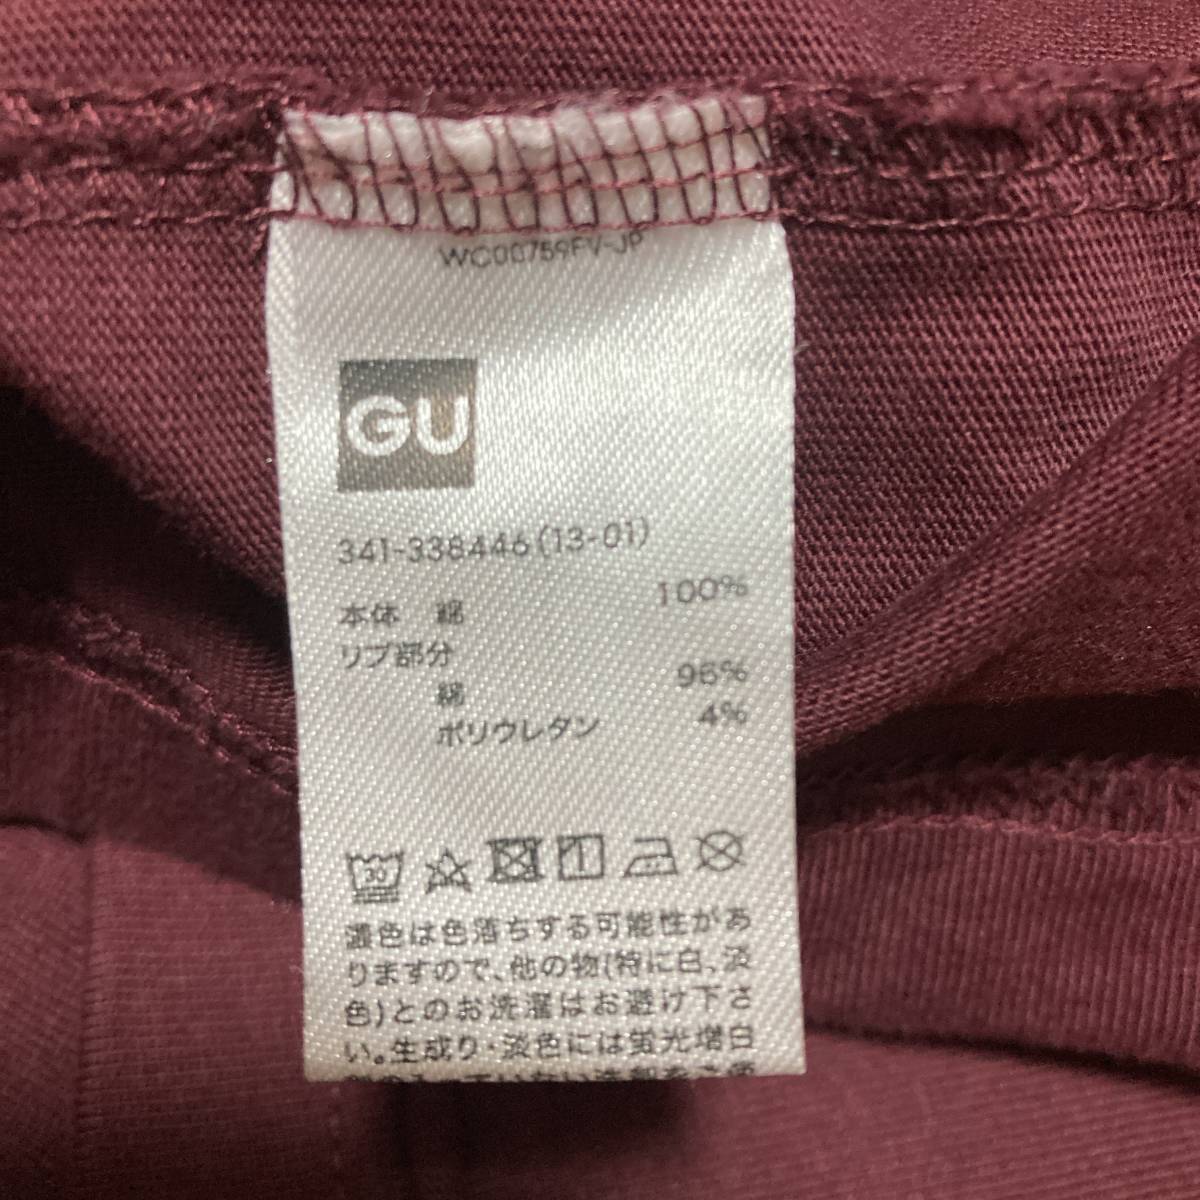 WC00759FV-JP
GU
341-338446(13-01)
本体 綿 100%
リブ部分
綿 96%
ポリウレタン 4%
30
濃色は色落ちする可能性があ
りますので、他の物(特に白、淡
色)とのお洗濯はお避け下さ
い。生成り・淡色には蛍光増白